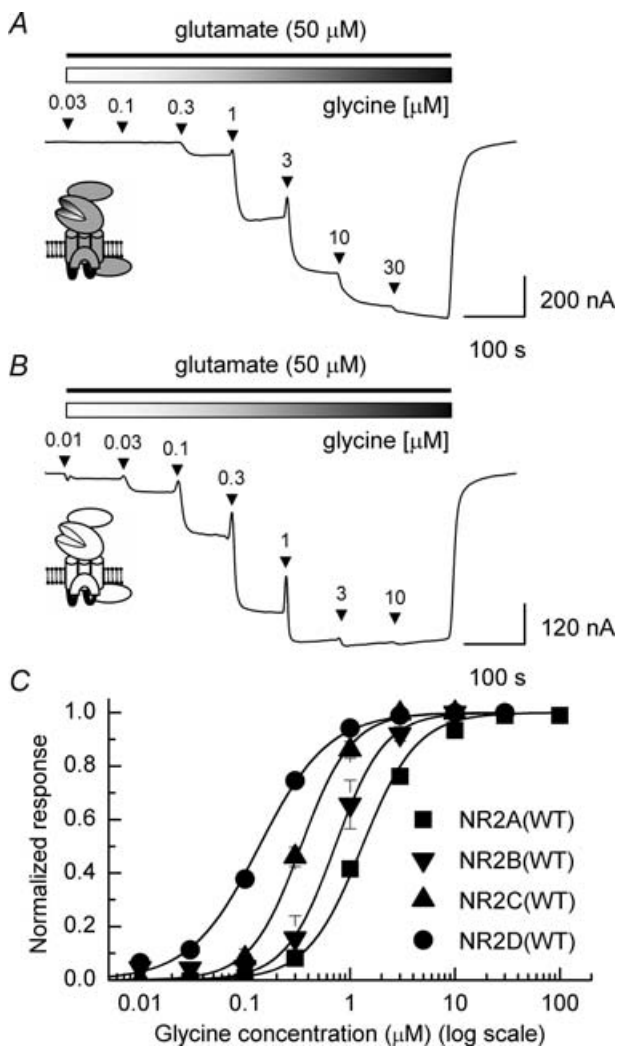 A
glutamate (50 μM)
glycine [μM]
0.03 0.1 0.3 1
3
10
30
200 nA
100 s
B
glutamate (50 μM)
glycine [μM]
0.01 0.03 0.1
0.3
1
3 10
120 nA
100 s
C
Normalized response
1.0
0.8
0.6
0.4
0.2
0.0
NR2A(WT)
NR2B(WT)
NR2C(WT)
NR2D(WT)
0.01 0.1 1 10 100
Glycine concentration (μM) (log scale)